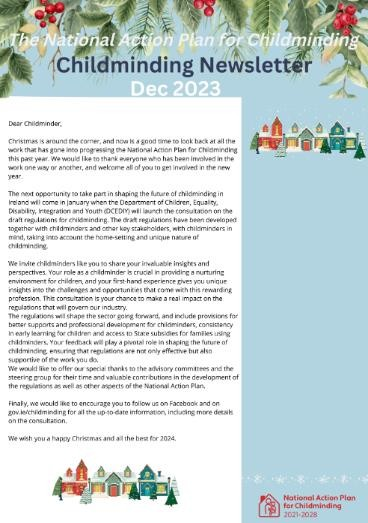 The National Action Plan for Childminding
Childminding Newsletter
Dec 2023
Dear Childminder,
Christmas is around the corner, and now is a good time to look back at all the
work that has gone into progressing the National Action Plan for Childminding
this past year. We would like to thank everyone who has been involved in the
work one way or another, and welcome all of you to get involved in the new
year.
The next opportunity to take part in shaping the future of childminding in
Ireland will come in January when the Department of Children, Equality,
Disability, Integration and Youth (DCEDIY) will launch the consultation on the
draft regulations for childminding. The draft regulations have been developed
together with childminders and other key stakeholders, with childminders in
mind, taking into account the home-setting and unique nature of
childminding.
We invite childminders like you to share your invaluable insights and
perspectives. Your role as a childminder is crucial in providing a nurturing
environment for children, and your first-hand experience gives you unique
insights into the challenges and opportunities that come with this rewarding
profession. This consultation is your chance to make a real impact on the
regulations that will govern our industry.
The regulations will shape the sector going forward, and include provisions for
better supports and professional development for childminders, consistency
in early learning for children and access to State subsidies for families using
childminders. Your feedback will play a pivotal role in shaping the future of
childminding, ensuring that regulations are not only effective but also
supportive of the work you do.
We would like to offer our special thanks to the advisory committees and the
steering group for their time and valuable contributions in the development of
the regulations as well as other aspects of the National Action Plan.
Finally, we would like to encourage you to follow us on Facebook and on
gov.ie/childminding for all the up-to-date information, including more details
on the consultation.
We wish you a happy Christmas and all the best for 2024.
National Action Plan
for Childminding
2021-2028